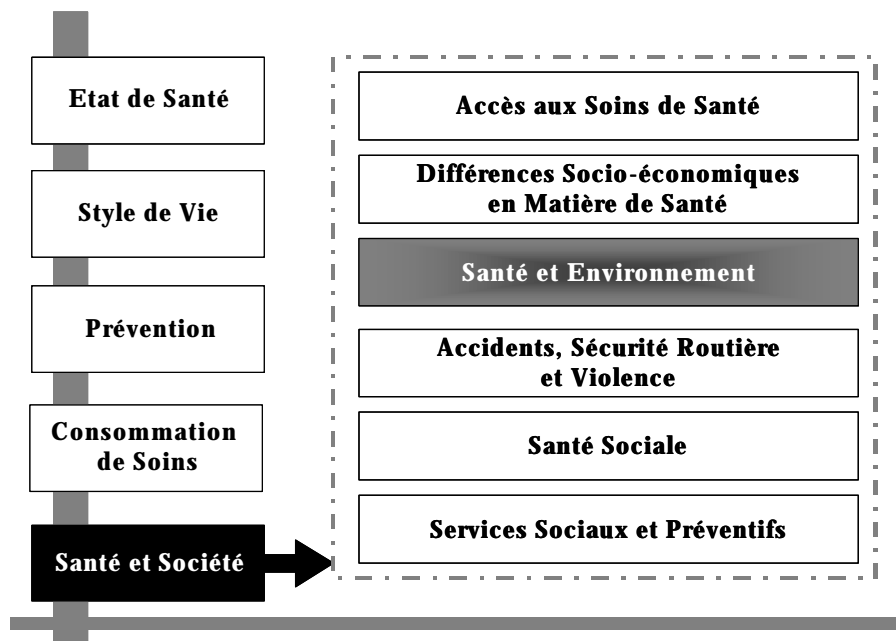 Etat de Santé
Style de Vie
Prévention
Consommation
de Soins
Santé et Société
Accès aux Soins de Santé
Différences Socio-économiques
en Matière de Santé
Santé et Environnement
Accidents, Sécurité Routière
et Violence
Santé Sociale
Services Sociaux et Préventifs